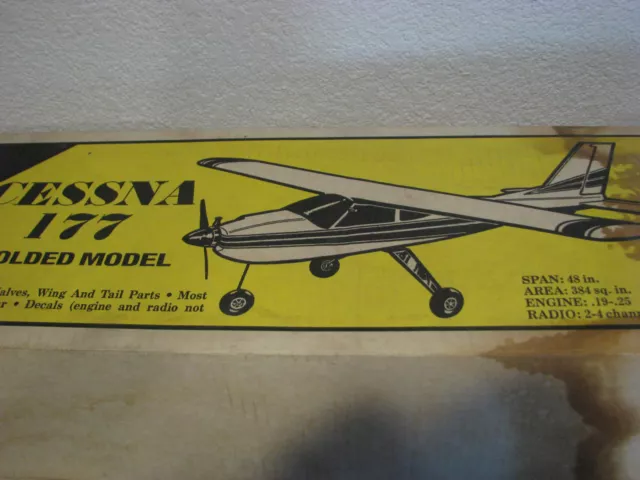 CESSNA
177
OLDED MODEL
alves, Wing And Tail Parts • Most
r • Decals (engine and radio not
SPAN: 48 in.
AREA: 384 sq. in.
ENGINE: .19-.25
RADIO: 2-4 chann